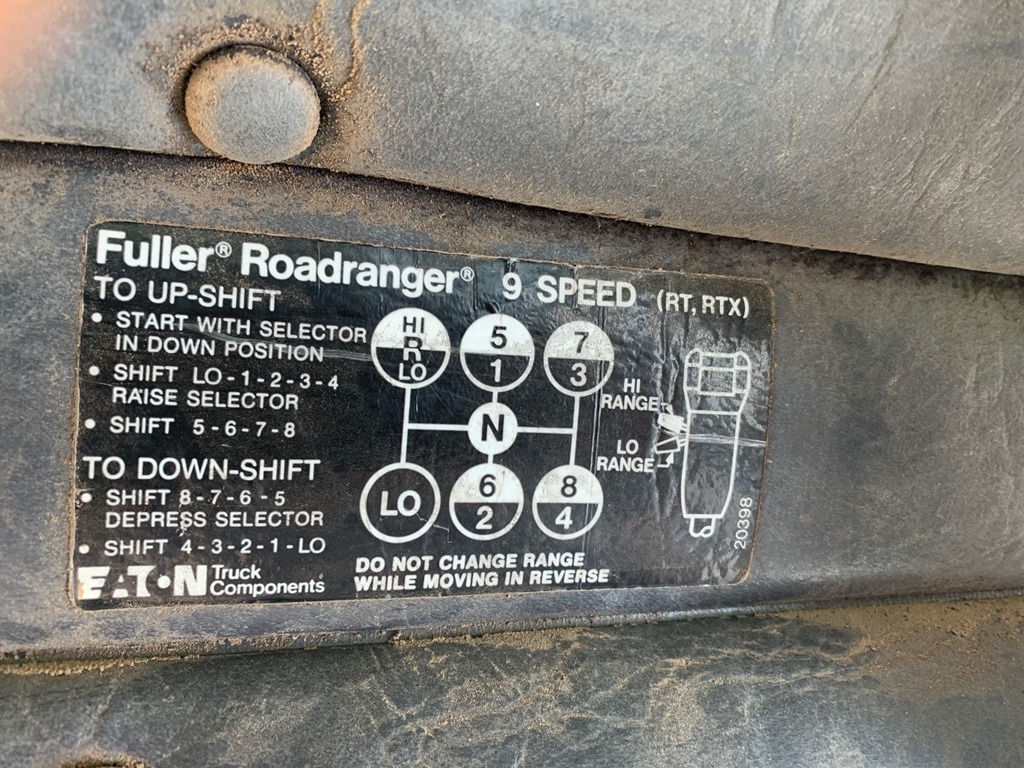 Fuller® Roadranger® 9 SPEED (RT, RTX)
TO UP-SHIFT
• START WITH SELECTOR
IN DOWN POSITION
• SHIFT LO-1-2-3-4
RAISE SELECTOR
• SHIFT 5-6-7-8
TO DOWN-SHIFT
• SHIFT 8-7-6-5
DEPRESS SELECTOR
• SHIFT 4-3-2-1-LO
EATON Truck
Components
HI
R
LO
5
1
7
3
N
LO
6
2
8
4
DO NOT CHANGE RANGE
WHILE MOVING IN REVERSE
HI
RANGE
LO
RANGE
20398